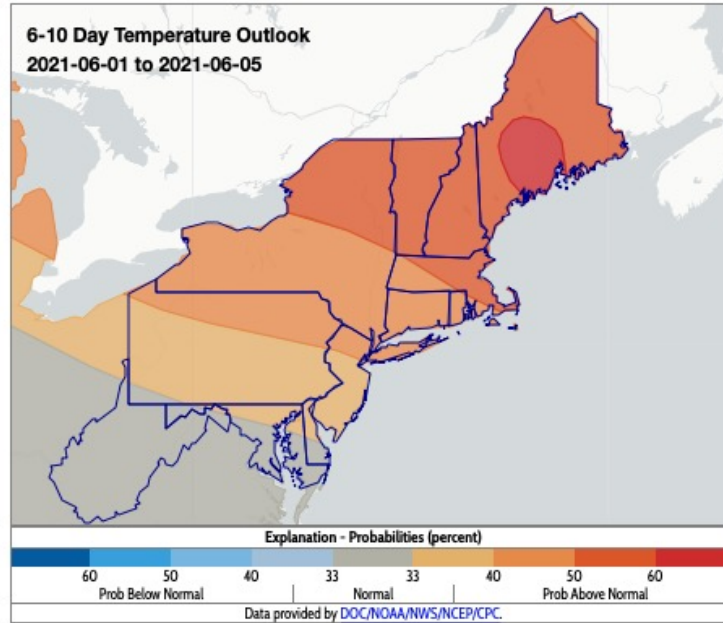 6-10 Day Temperature Outlook
2021-06-01 to 2021-06-05
Explanation - Probabilities (percent)
60 50 40 33 33 40 50 60
Prob Below Normal Normal Prob Above Normal
Data provided by DOC/NOAA/NWS/NCEP/CPC.